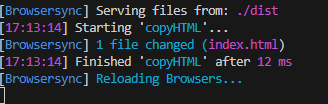 [Browsersync] Serving files from: ./dist
[17:13:14] Starting 'copyHTML'...
[Browsersync] 1 file changed (index.html)
[17:13:14] Finished 'copyHTML' after 12 ms
[Browsersync] Reloading Browsers...